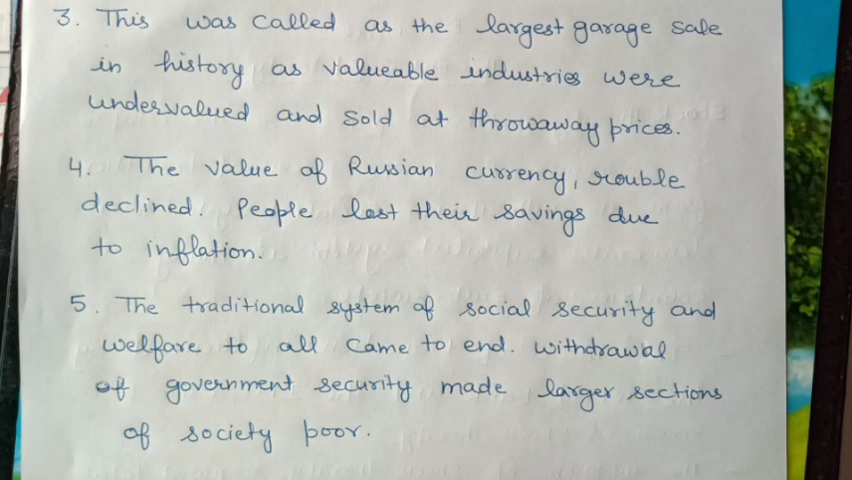 3. This was called as the largest garage sale
in history as valueable industries were
undervalued and sold at throwaway prices.
4. The value of Russian currency, rouble
declined. People lost their savings due
to inflation.
5. The traditional system of social security and
welfare to all came to end. Withdrawal
of government security made larger sections
of society poor.